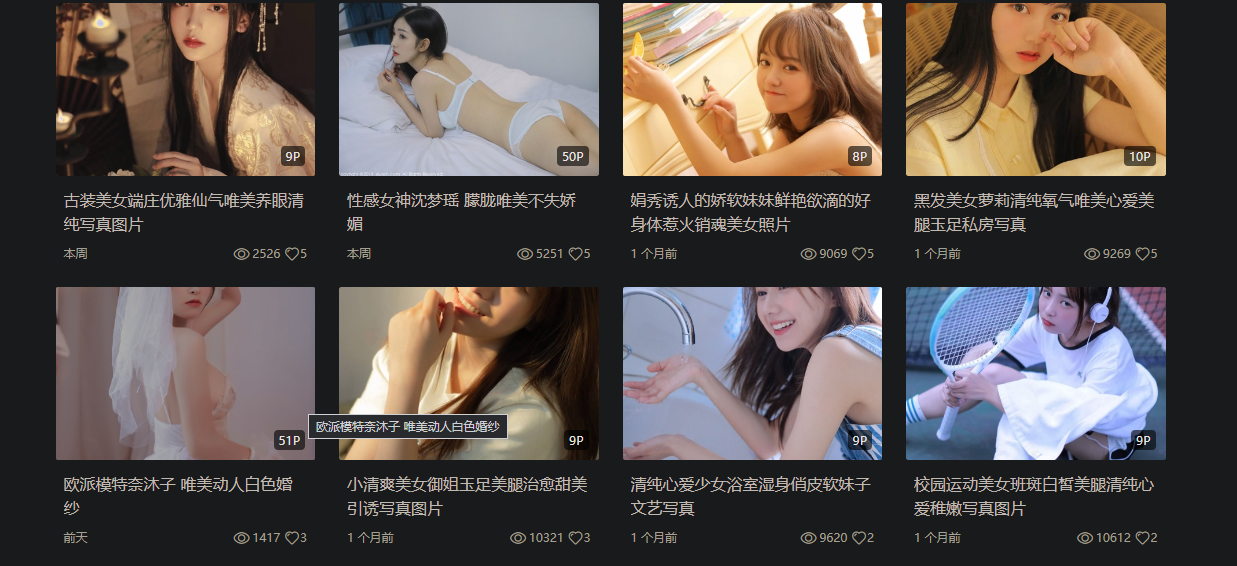 9P
50P
8P
10P
古装美女端庄优雅仙气唯美养眼清
纯写真图片
性感女神沈梦瑶 朦胧唯美不失娇
媚
娟秀诱人的娇软妹妹鲜艳欲滴的好
身体惹火销魂美女照片
黑发美女萝莉清纯氧气唯美心爱美
腿玉足私房写真
本周
2526
5
本周
5251
5
1 个月前
9069
5
1 个月前
9269
5
51P
欧派模特奈沐子 唯美动人白色婚纱
9P
9P
9P
欧派模特奈沐子 唯美动人白色婚
纱
小清爽美女御姐玉足美腿治愈甜美
引诱写真图片
清纯心爱少女浴室湿身俏皮软妹子
文艺写真
校园运动美女班斑白皙美腿清纯心
爱稚嫩写真图片
前天
1417
3
1 个月前
10321
3
1 个月前
9620
2
1 个月前
10612
2